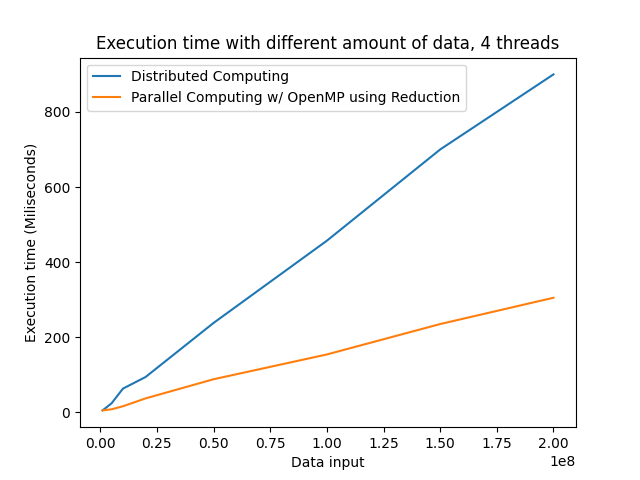 Execution time with different amount of data, 4 threads
Distributed Computing
Parallel Computing w/ OpenMP using Reduction
Execution time (Miliseconds)
800
600
400
200
0
0.00 0.25 0.50 0.75 1.00 1.25 1.50 1.75 2.00
1e8
Data input